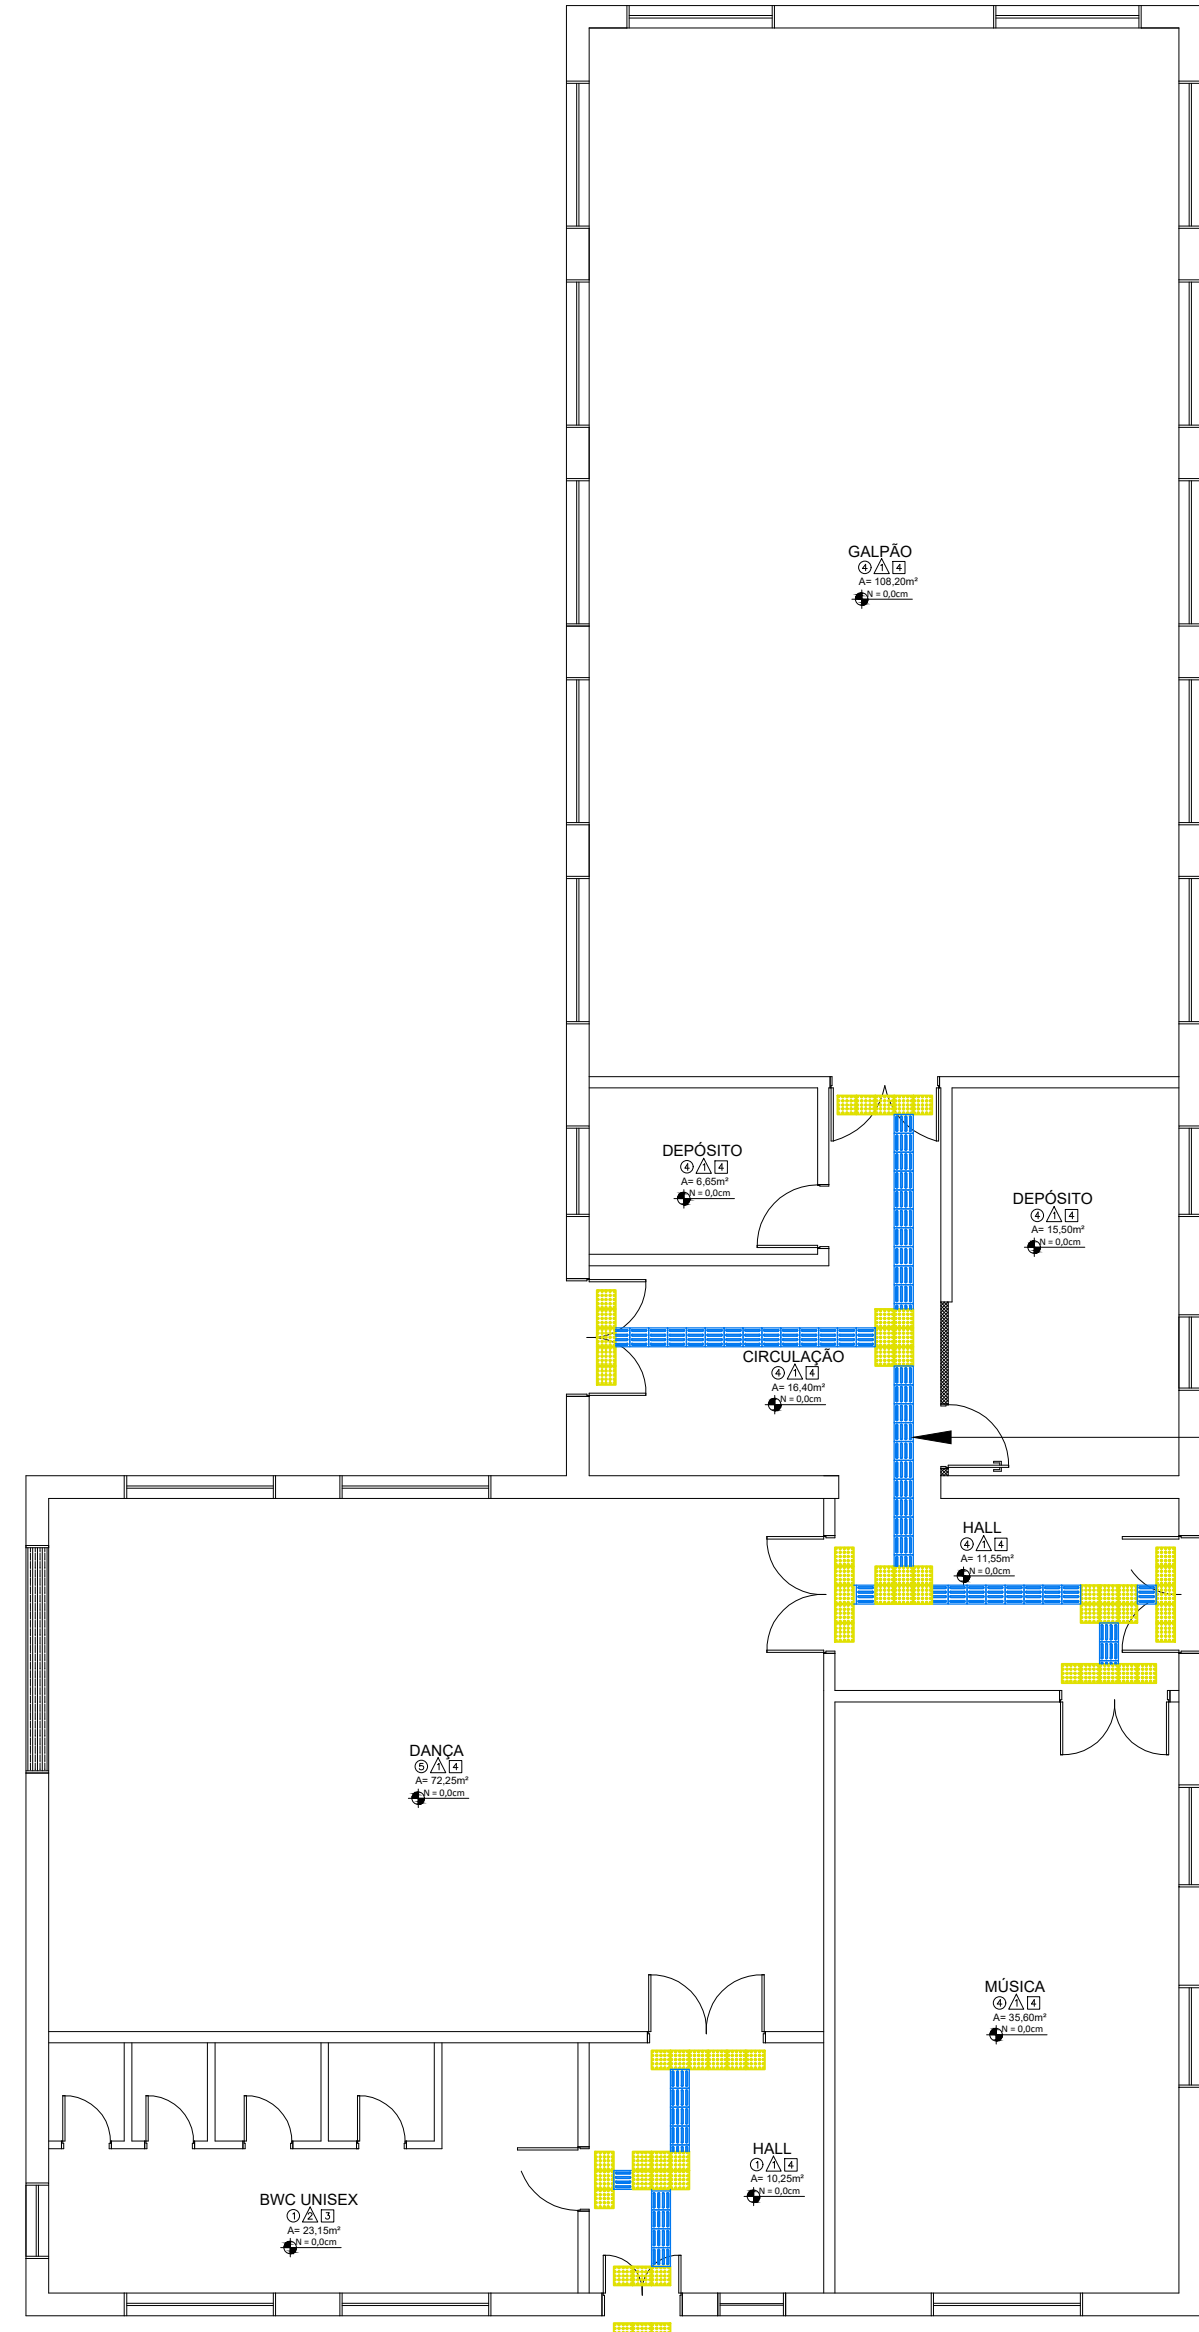 GALPÃO
4 1 4
A= 108,20m²
N = 0,0cm
DEPÓSITO
4 1 4
A= 6,65m²
N = 0,0cm
DEPÓSITO
4 1 4
A= 15,50m²
N = 0,0cm
CIRCULAÇÃO
4 1 4
A= 16,40m²
N = 0,0cm
HALL
4 1 4
A= 11,55m²
N = 0,0cm
DANÇA
5 1 4
A= 72,25m²
N = 0,0cm
MÚSICA
4 1 4
A= 35,60m²
N = 0,0cm
HALL
1 1 4
A= 10,25m²
N = 0,0cm
BWC UNISEX
1 2 3
A= 23,15m²
N = 0,0cm